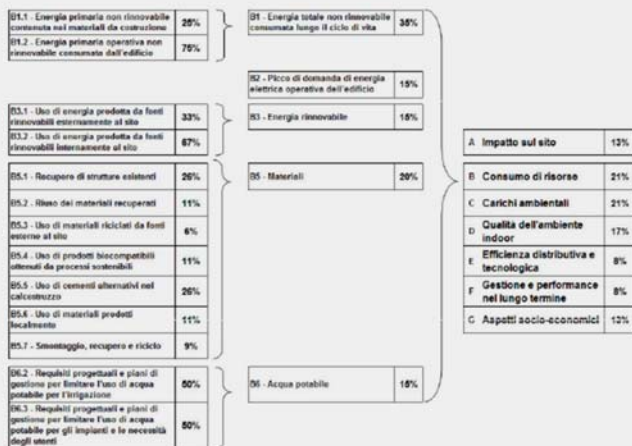 B1.1 - Energia primaria non rinnovabile
contenuta nei materiali da costruzione
25%
B1.2 - Energia primaria operativa non
rinnovabile consumata dall'edificio
75%
B1 - Energia totale non rinnovabile
consumata lungo il ciclo di vita
35%
B2 - Picco di domanda di energia
elettrica operativa dell'edificio
15%
B3.1 - Uso di energia prodotta da fonti
rinnovabili esternamente al sito
33%
B3.2 - Uso di energia prodotta da fonti
rinnovabili internamente al sito
67%
B3 - Energia rinnovabile
15%
B5.1 - Recupero di strutture esistenti
26%
B5.2 - Riuso dei materiali recuperati
11%
B5.3 - Uso di materiali riciclati da fonti
esterne al sito
6%
B5.4 - Uso di prodotti biocompatibili
ottenuti da processi sostenibili
11%
B5.5 - Uso di cementi alternativi nel
calcestruzzo
26%
B5.6 - Uso di materiali prodotti
localmente
11%
B5.7 - Smontaggio, recupero e riciclo
9%
B5 - Materiali
20%
B6.2 - Requisiti progettuali e piani di
gestione per limitare l'uso di acqua
potabile per l'irrigazione
50%
B6.3 - Requisiti progettuali e piani di
gestione per limitare l'uso di acqua
potabile per gli impianti e le necessità
degli utenti
50%
B6 - Acqua potabile
15%
A Impatto sul sito 13%
B Consumo di risorse 21%
C Carichi ambientali 21%
D Qualità dell'ambiente
indoor 17%
E Efficienza distributiva e
tecnologica 8%
F Gestione e performance
nel lungo termine 8%
G Aspetti socio-economici 13%